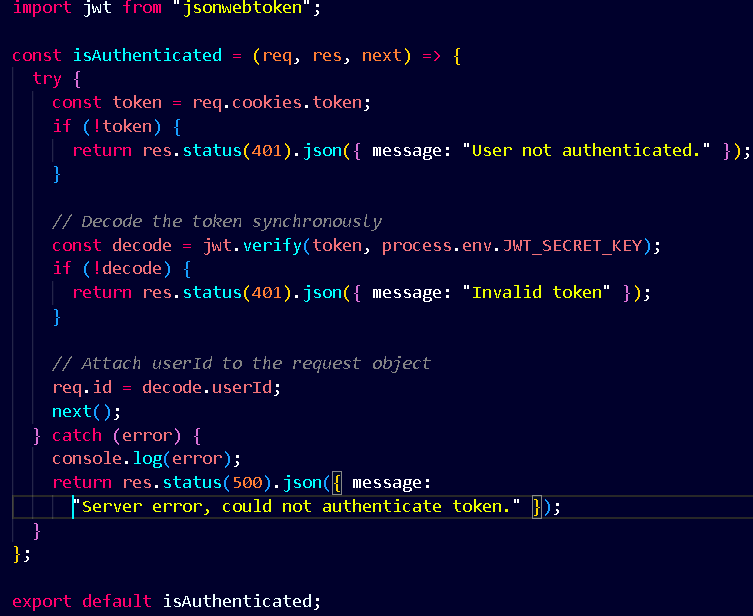 import jwt from "jsonwebtoken";
const isAuthenticated = (req, res, next) => {
try {
const token = req.cookies.token;
if (!token) {
return res.status(401).json({ message: "User not authenticated." });
}
// Decode the token synchronously
const decode = jwt.verify(token, process.env.JWT_SECRET_KEY);
if (!decode) {
return res.status(401).json({ message: "Invalid token" });
}
// Attach userId to the request object
req.id = decode.userId;
next();
} catch (error) {
console.log(error);
return res.status(500).json({ message:
"Server error, could not authenticate token." });
}
};
export default isAuthenticated;